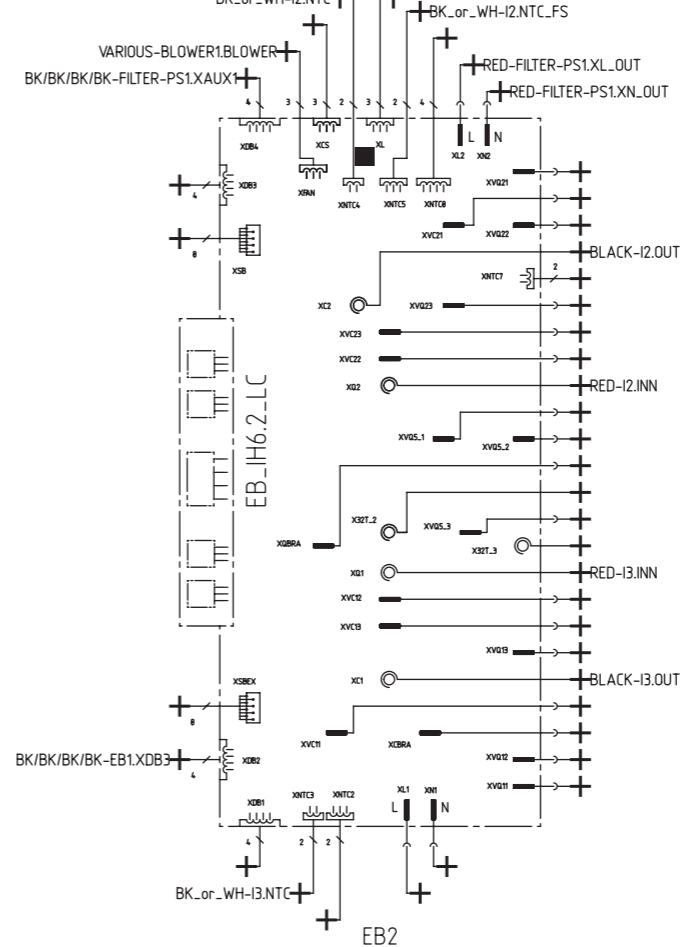 BK_or_WH-I2.NTC
BK_or_WH-I2.NTC_FS
VARIOUS-BLOWER1.BLOWER
RED-FILTER-PS1.XL_OUT
BK/BK/BK/BK-FILTER-PS1.XAUX1
RED-FILTER-PS1.XN_OUT
4 3 3 2 3 2 4
XDB4 XCS XL L N
XL2 XN2
XFAN XNTC4 XNTC5 XNTC8
XVQ21
XDB3
4
XVC21 XVQ22
8
XSB
BLACK-I2.OUT
XNTC7 2
XC2 XVQ23
XVC23
XVC22
XQ2 RED-I2.INN
EB_IH6.2_LC
XVQ5_1 XVQ5_2
X32T_2 XVQ5_3
XQBRA X32T_3
XQ1 RED-I3.INN
XVC12
XVC13
XVQ13
XC1 BLACK-I3.OUT
XSBEX
8
XVC11 XCBRA
BK/BK/BK/BK-EB1.XDB3 XDB2 XVQ12
4
XVQ11
XDB1 XNTC3 XNTC2 XL1 XN1
L N
4 2 2
BK_or_WH-I3.NTC
EB2